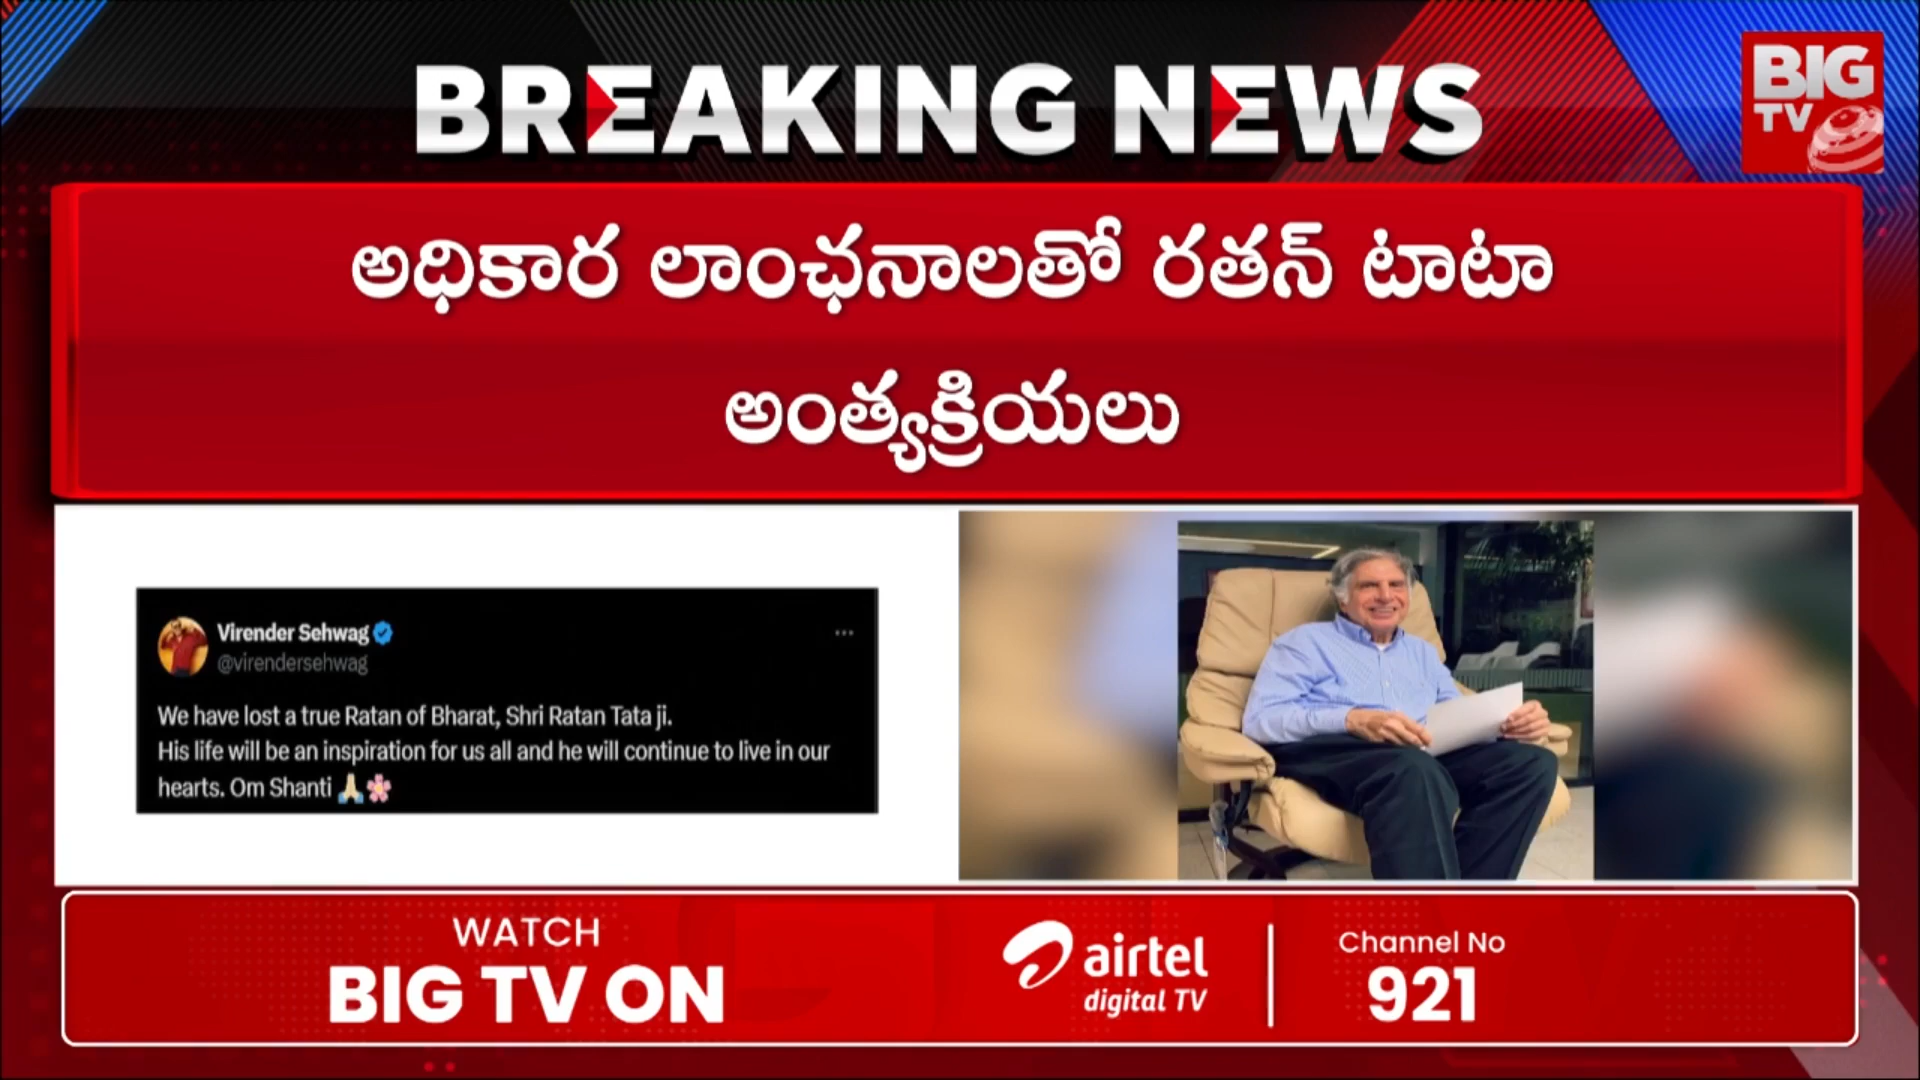 BREAKING NEWS
BIG
TV
అధికార లాంఛనాలతో రతన్ టాటా
అంత్యక్రియలు
Virender Sehwag
@virendersehwag
We have lost a true Ratan of Bharat, Shri Ratan Tata ji.
His life will be an inspiration for us all and he will continue to live in our
hearts. Om Shanti 🙏🏼🌸
WATCH
BIG TV ON
airtel
digital TV
Channel No
921